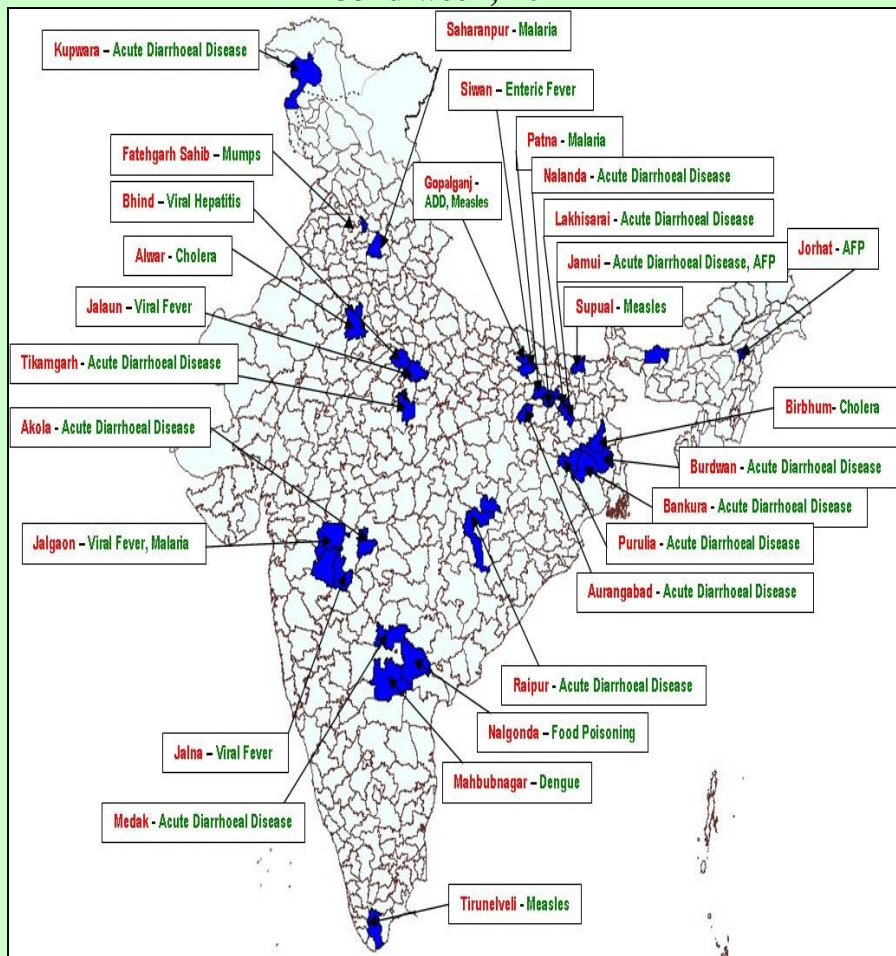 Saharanpur - Malaria
Kupwara – Acute Diarrhoeal Disease
Siwan – Enteric Fever
Patna - Malaria
Fatehgarh Sahib – Mumps
Nalanda - Acute Diarrhoeal Disease
Gopalganj -
ADD, Measles
Bhind – Viral Hepatitis
Lakhisarai - Acute Diarrhoeal Disease
Alwar - Cholera
Jamui – Acute Diarrhoeal Disease, AFP
Jorhat - AFP
Jalaun – Viral Fever
Supual - Measles
Tikamgarh - Acute Diarrhoeal Disease
Birbhum- Cholera
Akola - Acute Diarrhoeal Disease
Burdwan - Acute Diarrhoeal Disease
Bankura - Acute Diarrhoeal Disease
Jalgaon – Viral Fever, Malaria
Purulia - Acute Diarrhoeal Disease
Aurangabad - Acute Diarrhoeal Disease
Raipur - Acute Diarrhoeal Disease
Nalgonda – Food Poisoning
Jalna – Viral Fever
Mahbubnagar – Dengue
Medak - Acute Diarrhoeal Disease
Tirunelveli - Measles